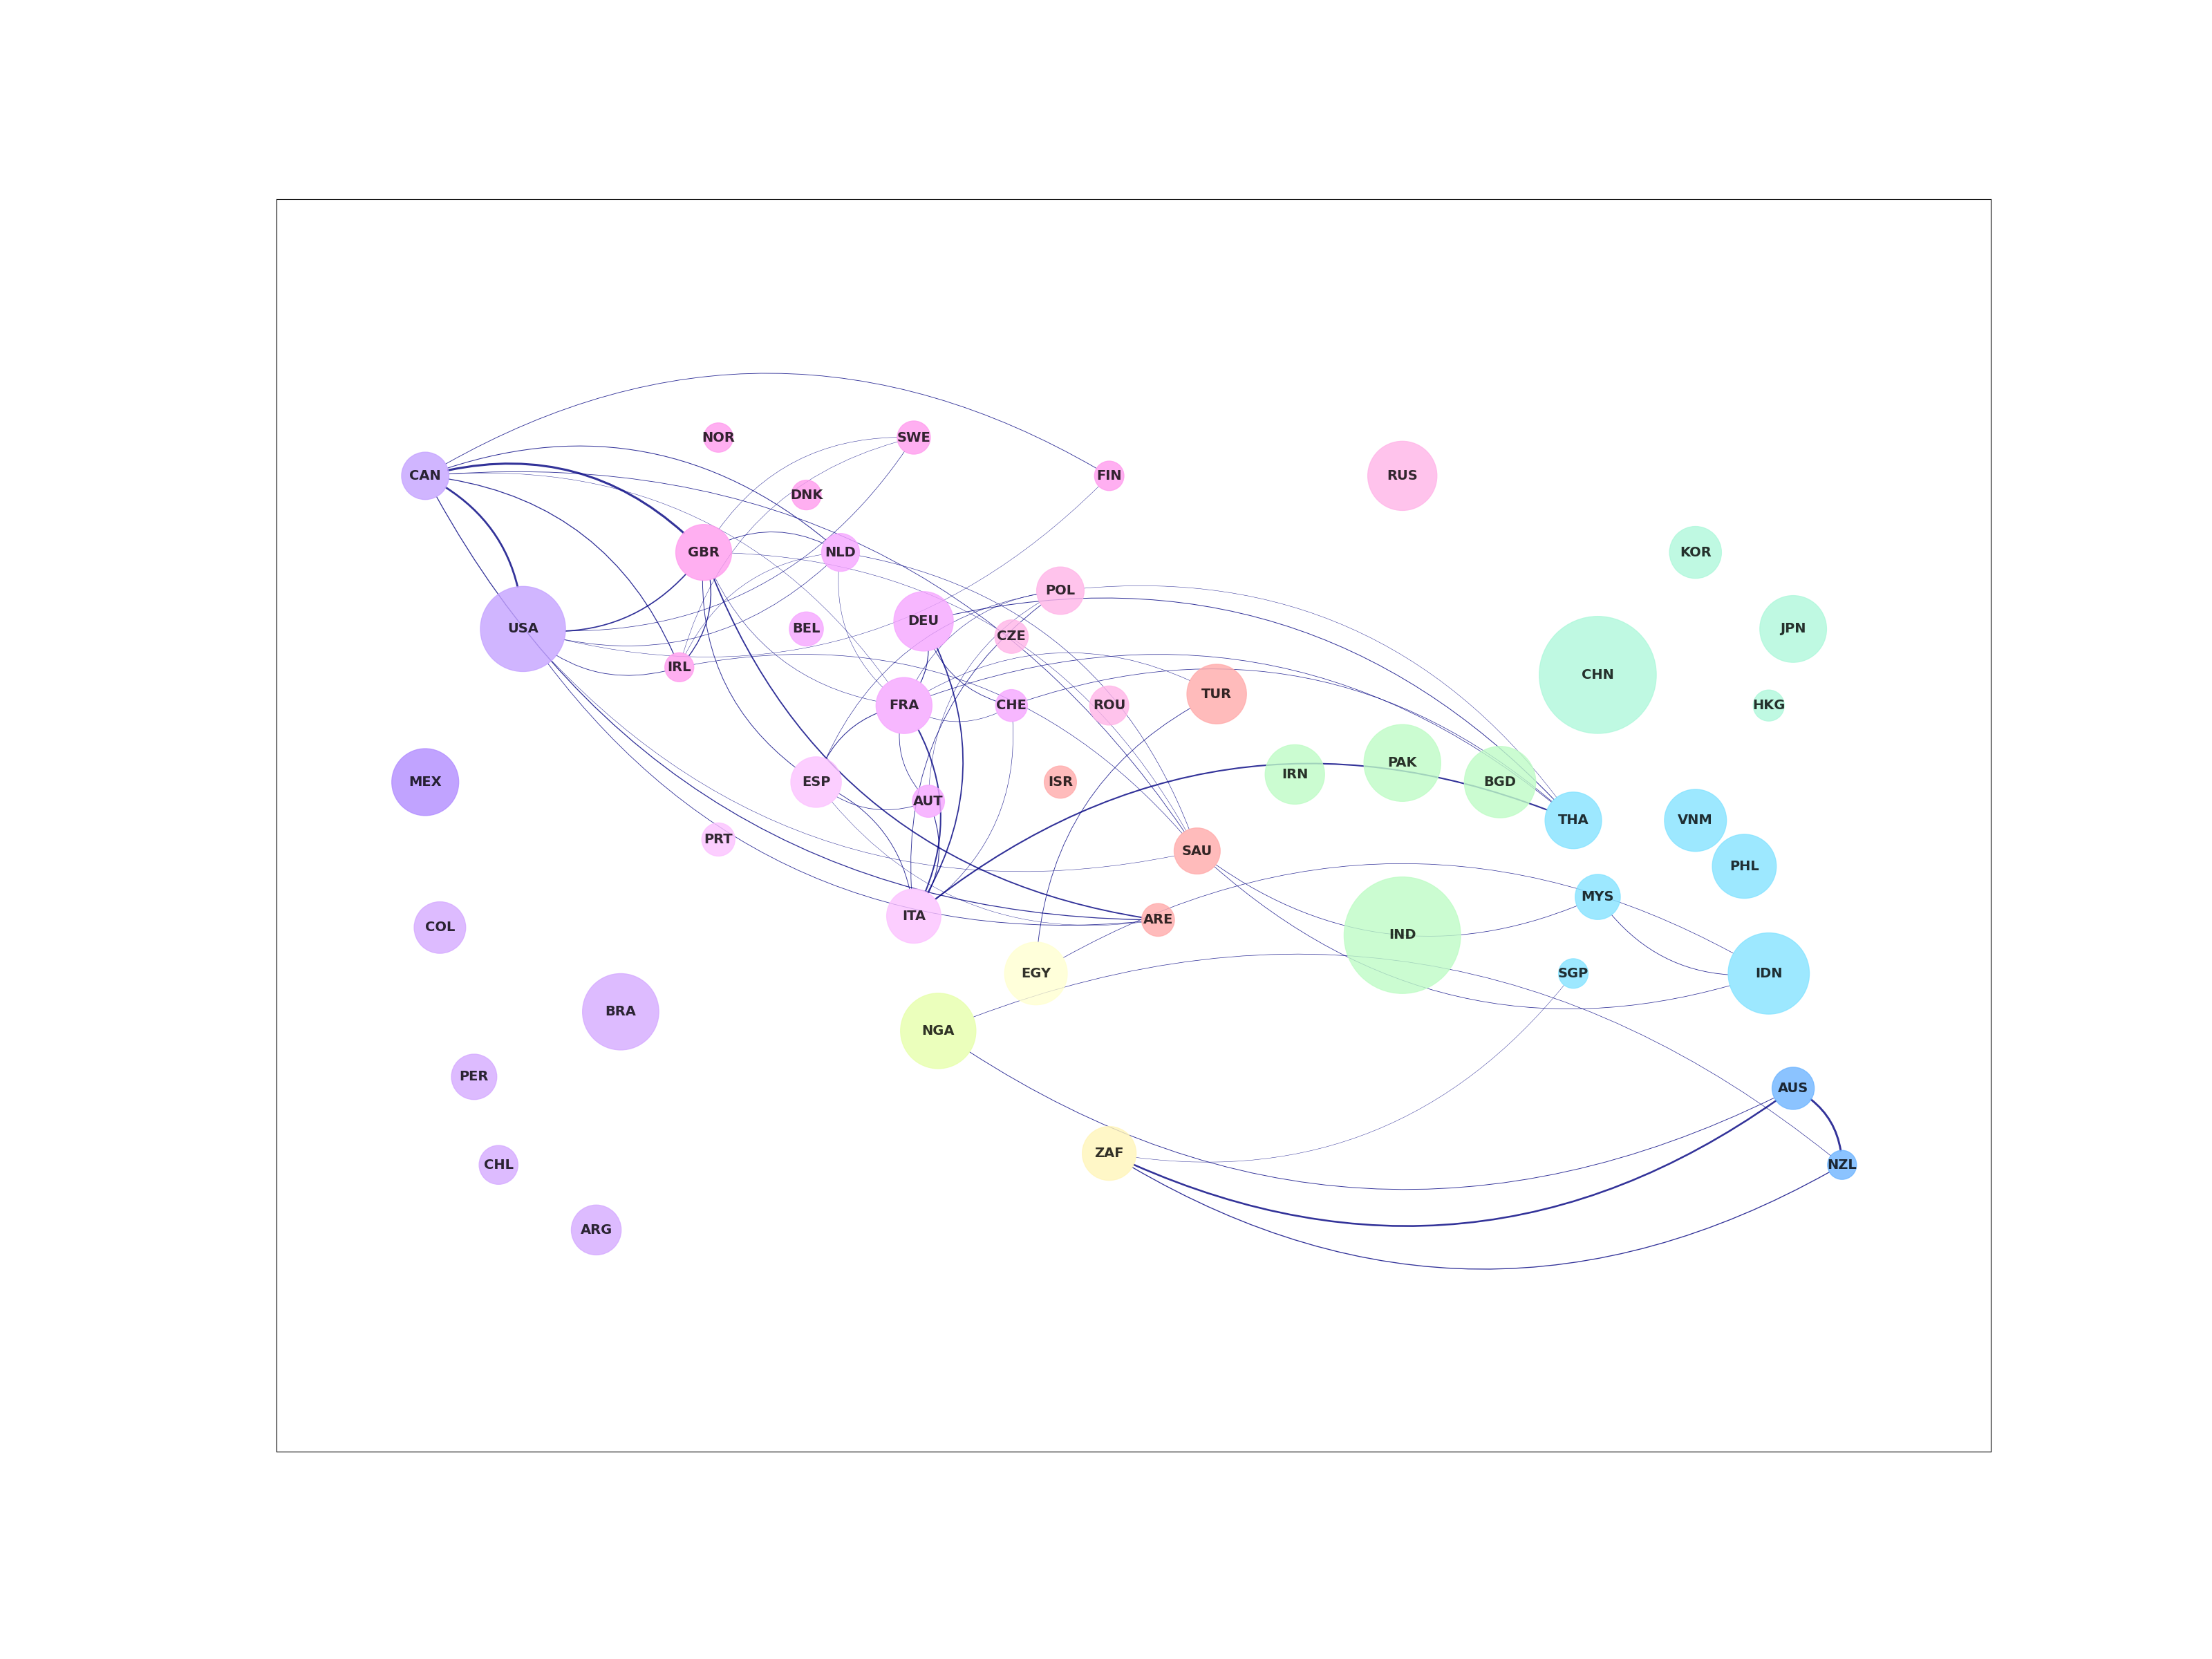 NOR
SWE
CAN
FIN
RUS
DNK
GBR
NLD
KOR
POL
DEU
USA
BEL
CZE
JPN
IRL
CHN
TUR
FRA
CHE
ROU
HKG
PAK
IRN
MEX
ESP
ISR
BGD
AUT
THA
VNM
PRT
SAU
PHL
MYS
ITA
ARE
COL
IND
EGY
SGP
IDN
BRA
NGA
PER
AUS
ZAF
CHL
NZL
ARG